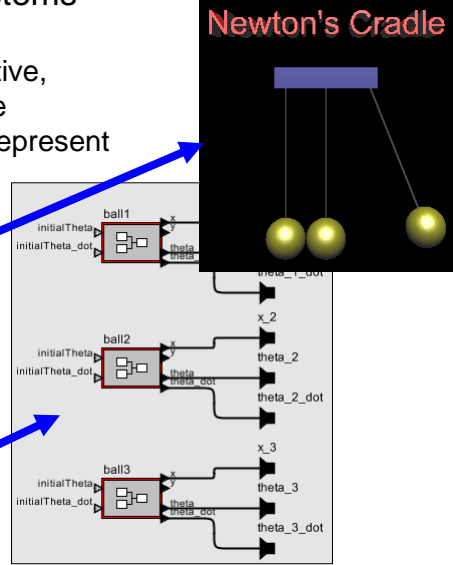 Newton's Cradle
tive,
e
epresent
ball1
initialTheta
initialTheta_dot
x
y
theta
theta_1_dot
ball2
initialTheta
initialTheta_dot
x
y
theta
theta_dot
x_2
theta_2
theta_2_dot
ball3
initialTheta
initialTheta_dot
x
y
theta
theta_dot
x_3
theta_3
theta_3_dot